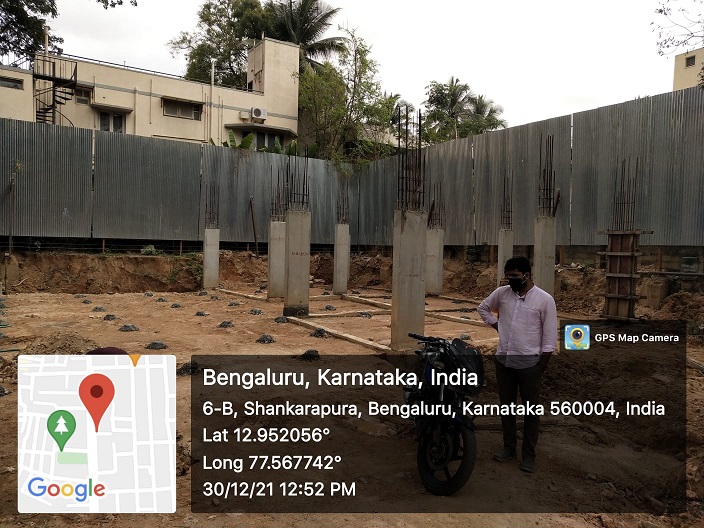 GPS Map Camera
Bengaluru, Karnataka, India
6-B, Shankarapura, Bengaluru, Karnataka 560004, India
Lat 12.952056°
Long 77.567742°
30/12/21 12:52 PM
Google